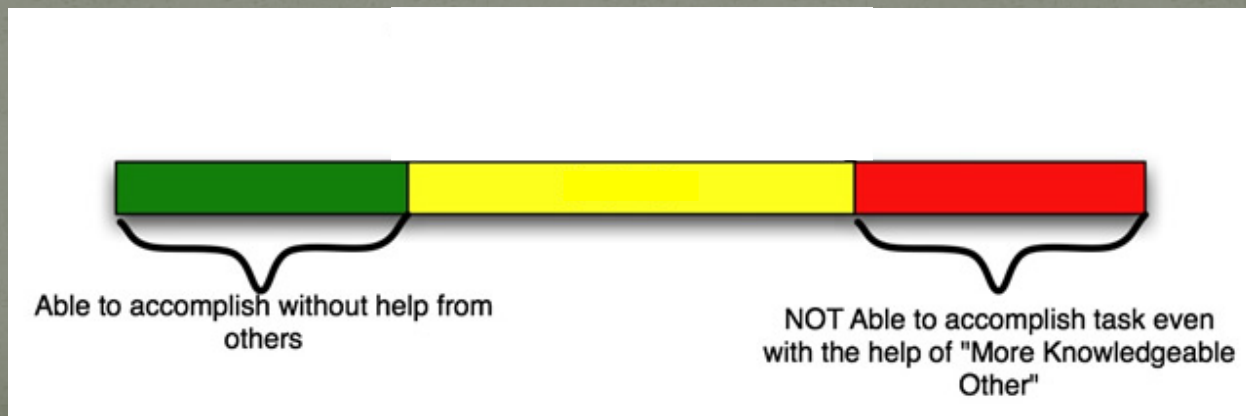 Able to accomplish without help from
others
NOT Able to accomplish task even
with the help of "More Knowledgeable
Other"